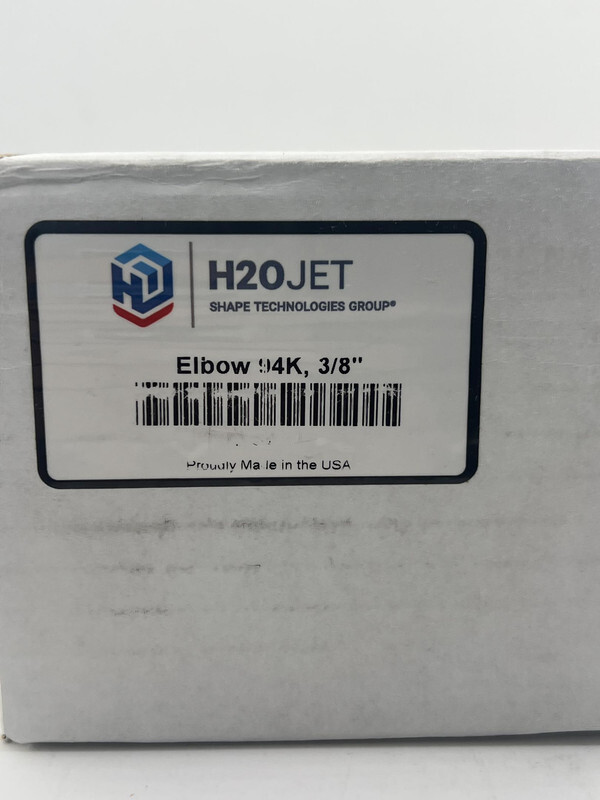 H2OJET
SHAPE TECHNOLOGIES GROUP®
Elbow 94K, 3/8"
Proudly Made in the USA